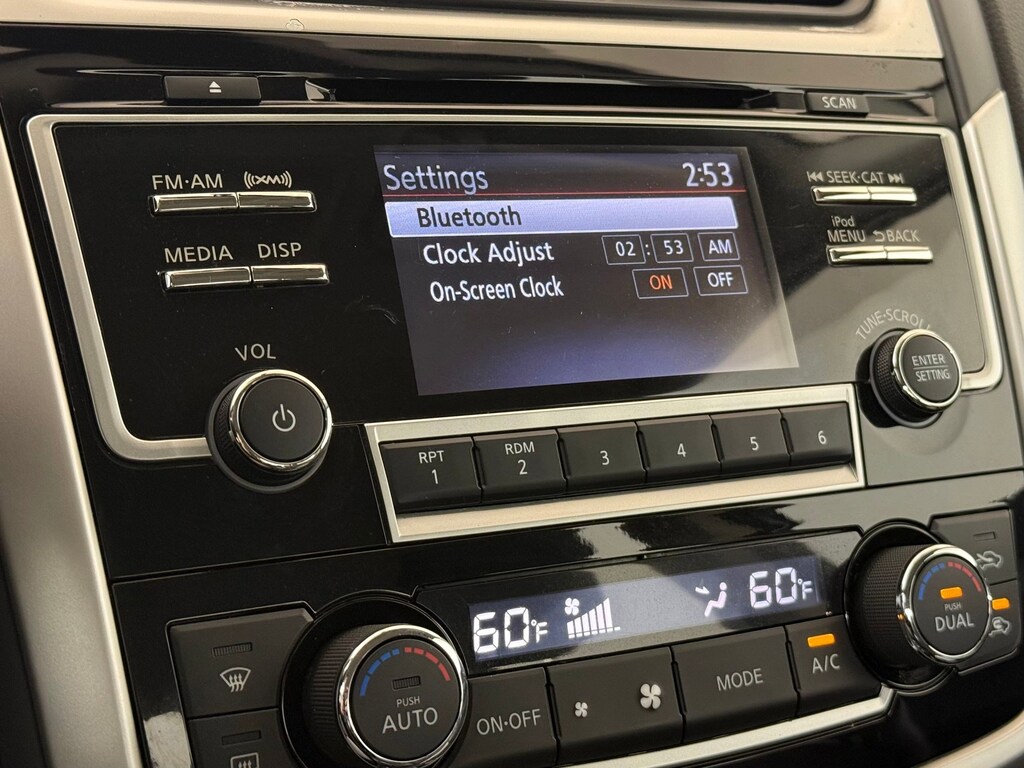 SCAN
FM·AM ((XM))
SEEK·CAT
Settings 2:53
Bluetooth
Clock Adjust 02 : 53 AM
On-Screen Clock ON OFF
MEDIA DISP
iPod
MENU BACK
VOL
TUNE·SCROLL
ENTER
SETTING
RPT
1
RDM
2
3
4
5
6
60°F
60°F
PUSH
AUTO
ON·OFF
MODE
A/C
PUSH
DUAL